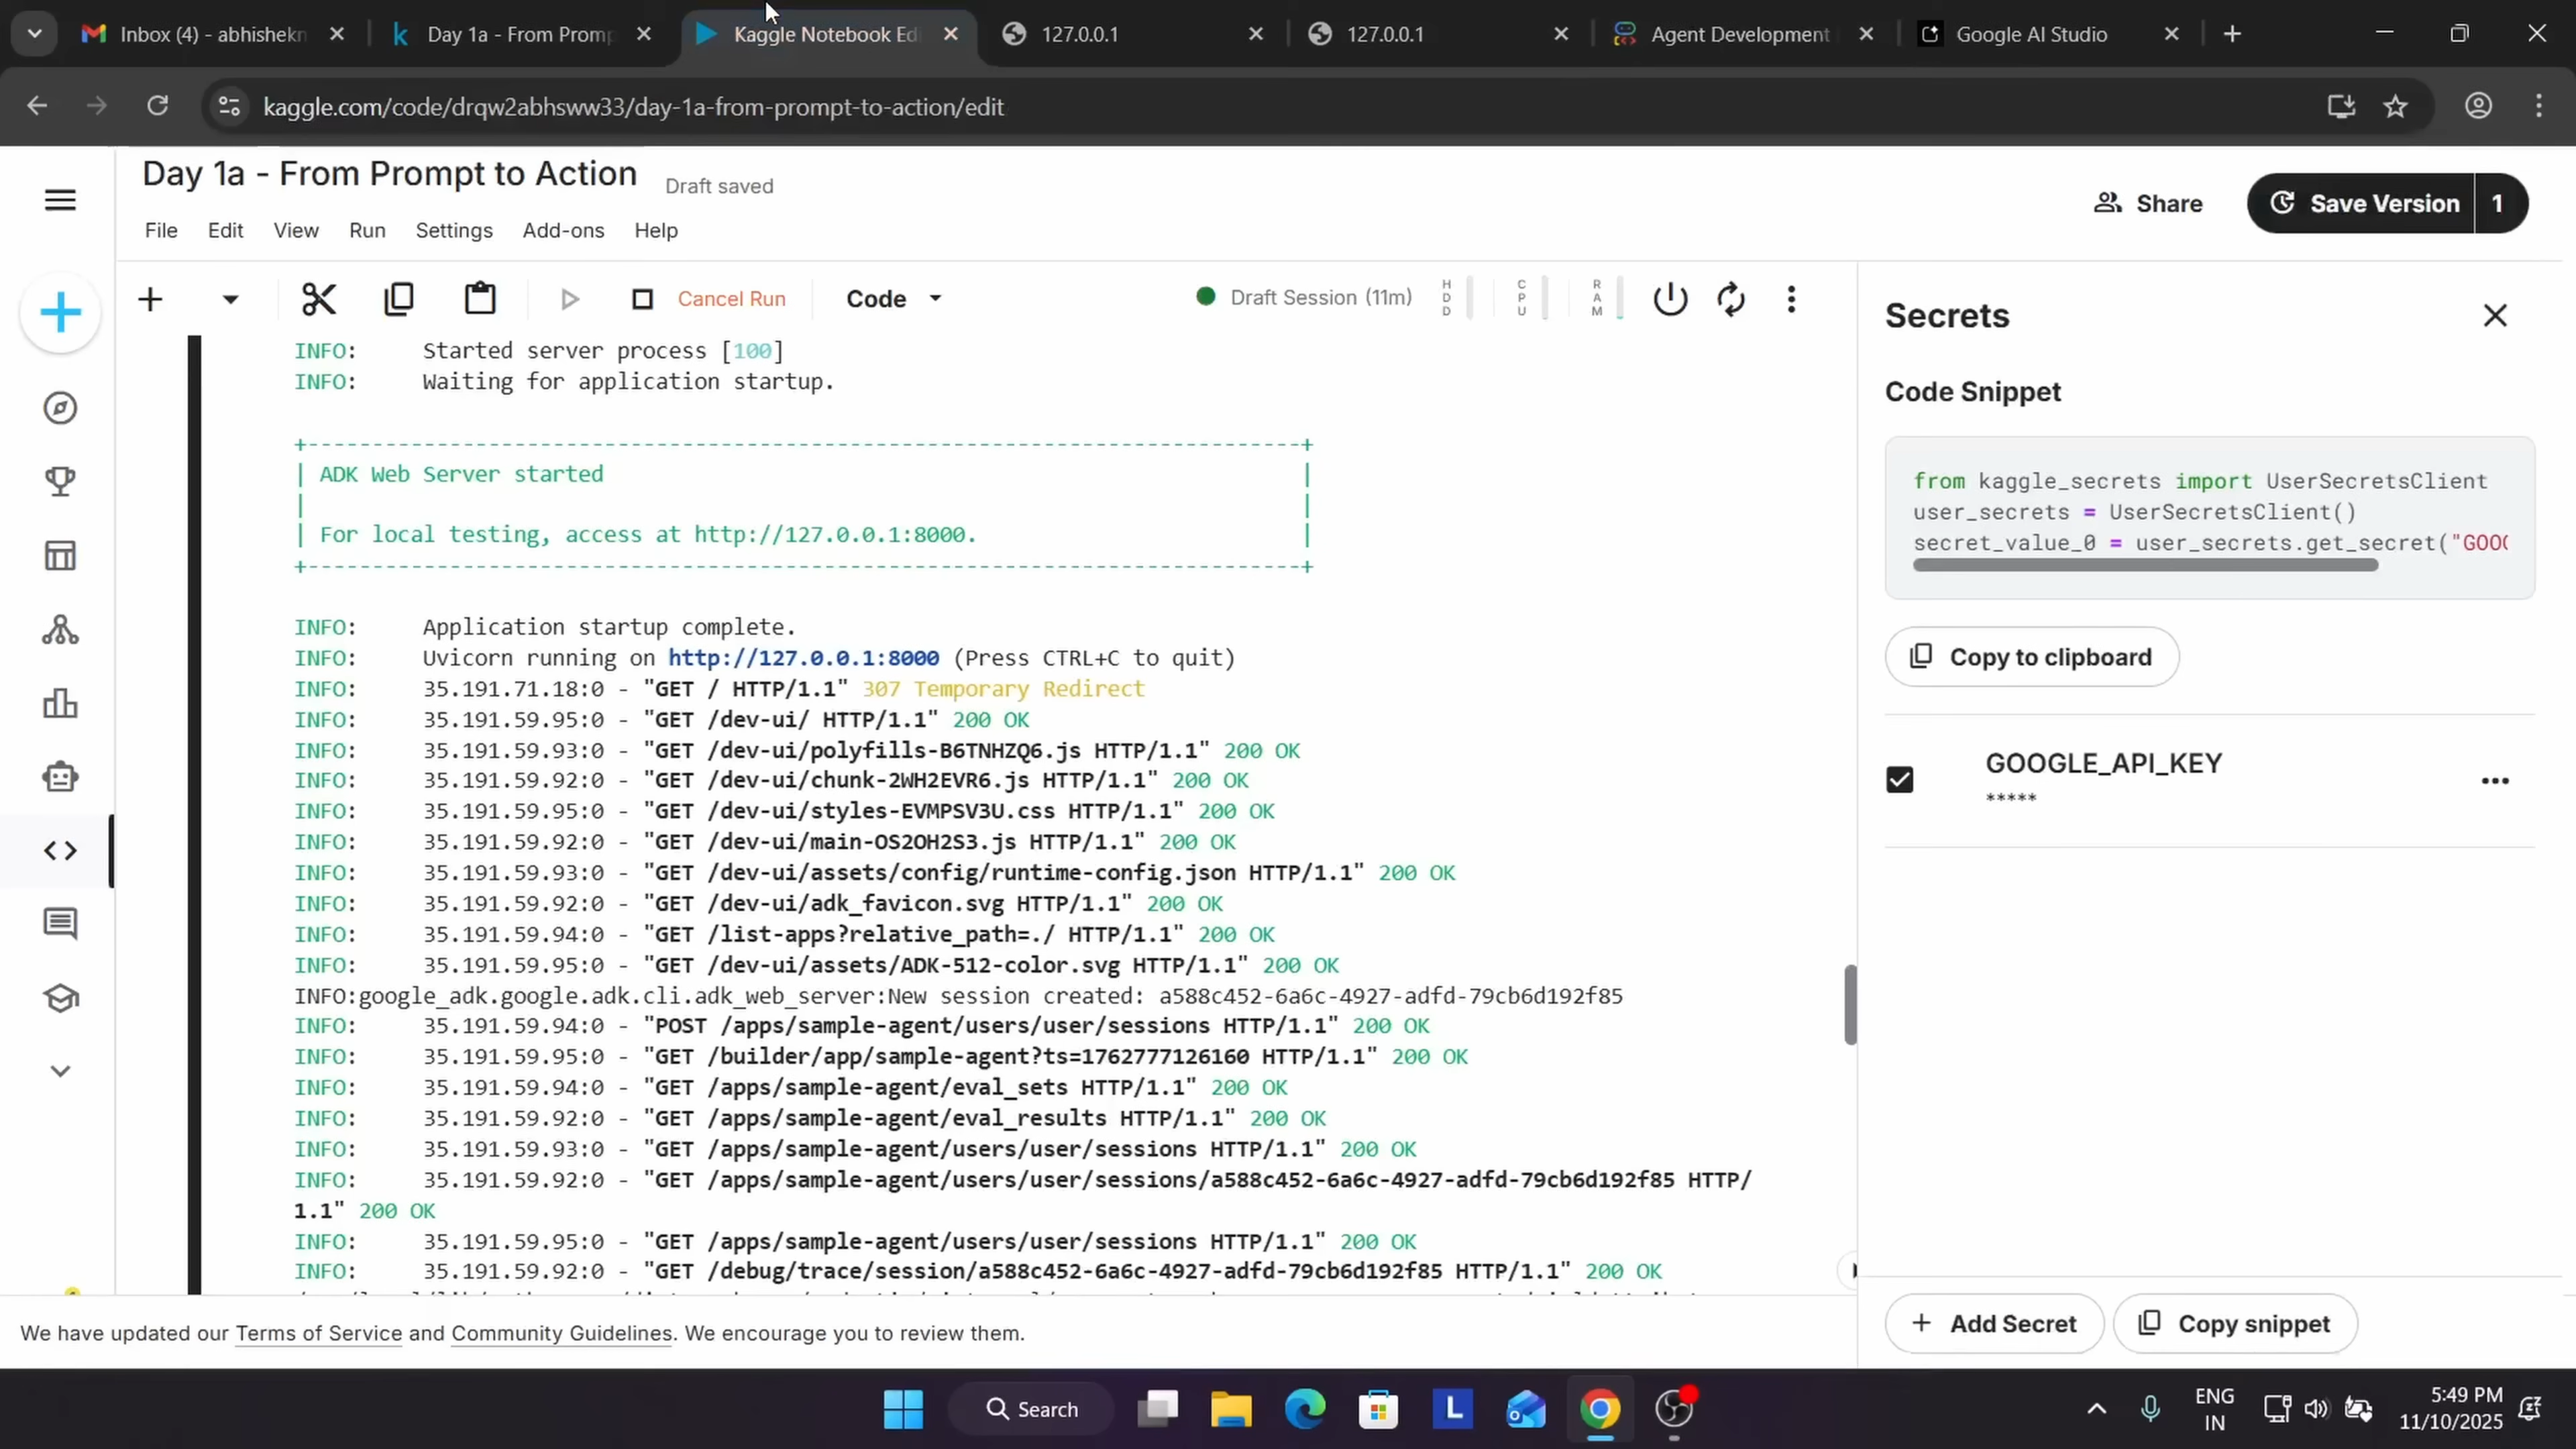 Inbox (4) - abhishekn
Day 1a - From Promp
Kaggle Notebook Ed
127.0.0.1
127.0.0.1
Agent Development
Google AI Studio
kaggle.com/code/drqw2abhsww33/day-1a-from-prompt-to-action/edit
Day 1a - From Prompt to Action
Draft saved
Share
Save Version
1
File
Edit
View
Run
Settings
Add-ons
Help
Cancel Run
Code
Draft Session (11m)
HDD
CPU
RAM
INFO:     Started server process [100]
INFO:     Waiting for application startup.
+-----------------------------------------------------------------------------+
| ADK Web Server started                                                      |
|                                                                             |
| For local testing, access at http://127.0.0.1:8000.                         |
+-----------------------------------------------------------------------------+
INFO:     Application startup complete.
INFO:     Uvicorn running on http://127.0.0.1:8000 (Press CTRL+C to quit)
INFO:     35.191.71.18:0 - "GET / HTTP/1.1" 307 Temporary Redirect
INFO:     35.191.59.95:0 - "GET /dev-ui/ HTTP/1.1" 200 OK
INFO:     35.191.59.93:0 - "GET /dev-ui/polyfills-B6TNHZQ6.js HTTP/1.1" 200 OK
INFO:     35.191.59.92:0 - "GET /dev-ui/chunk-2WH2EVR6.js HTTP/1.1" 200 OK
INFO:     35.191.59.95:0 - "GET /dev-ui/styles-EVMPSV3U.css HTTP/1.1" 200 OK
INFO:     35.191.59.92:0 - "GET /dev-ui/main-OS2OH2S3.js HTTP/1.1" 200 OK
INFO:     35.191.59.93:0 - "GET /dev-ui/assets/config/runtime-config.json HTTP/1.1" 200 OK
INFO:     35.191.59.92:0 - "GET /dev-ui/adk_favicon.svg HTTP/1.1" 200 OK
INFO:     35.191.59.94:0 - "GET /list-apps?relative_path=./ HTTP/1.1" 200 OK
INFO:     35.191.59.95:0 - "GET /dev-ui/assets/ADK-512-color.svg HTTP/1.1" 200 OK
INFO:google_adk.google.adk.cli.adk_web_server:New session created: a588c452-6a6c-4927-adfd-79cb6d192f85
INFO:     35.191.59.94:0 - "POST /apps/sample-agent/users/user/sessions HTTP/1.1" 200 OK
INFO:     35.191.59.95:0 - "GET /builder/app/sample-agent?ts=1762777126160 HTTP/1.1" 200 OK
INFO:     35.191.59.94:0 - "GET /apps/sample-agent/eval_sets HTTP/1.1" 200 OK
INFO:     35.191.59.92:0 - "GET /apps/sample-agent/eval_results HTTP/1.1" 200 OK
INFO:     35.191.59.93:0 - "GET /apps/sample-agent/users/user/sessions HTTP/1.1" 200 OK
INFO:     35.191.59.92:0 - "GET /apps/sample-agent/users/user/sessions/a588c452-6a6c-4927-adfd-79cb6d192f85 HTTP/
1.1" 200 OK
INFO:     35.191.59.95:0 - "GET /apps/sample-agent/users/user/sessions HTTP/1.1" 200 OK
INFO:     35.191.59.92:0 - "GET /debug/trace/session/a588c452-6a6c-4927-adfd-79cb6d192f85 HTTP/1.1" 200 OK
Secrets
Code Snippet
from kaggle_secrets import UserSecretsClient
user_secrets = UserSecretsClient()
secret_value_0 = user_secrets.get_secret("GOO
Copy to clipboard
GOOGLE_API_KEY
*****
Add Secret
Copy snippet
We have updated our Terms of Service and Community Guidelines. We encourage you to review them.
Search
L
ENG
IN
5:49 PM
11/10/2025